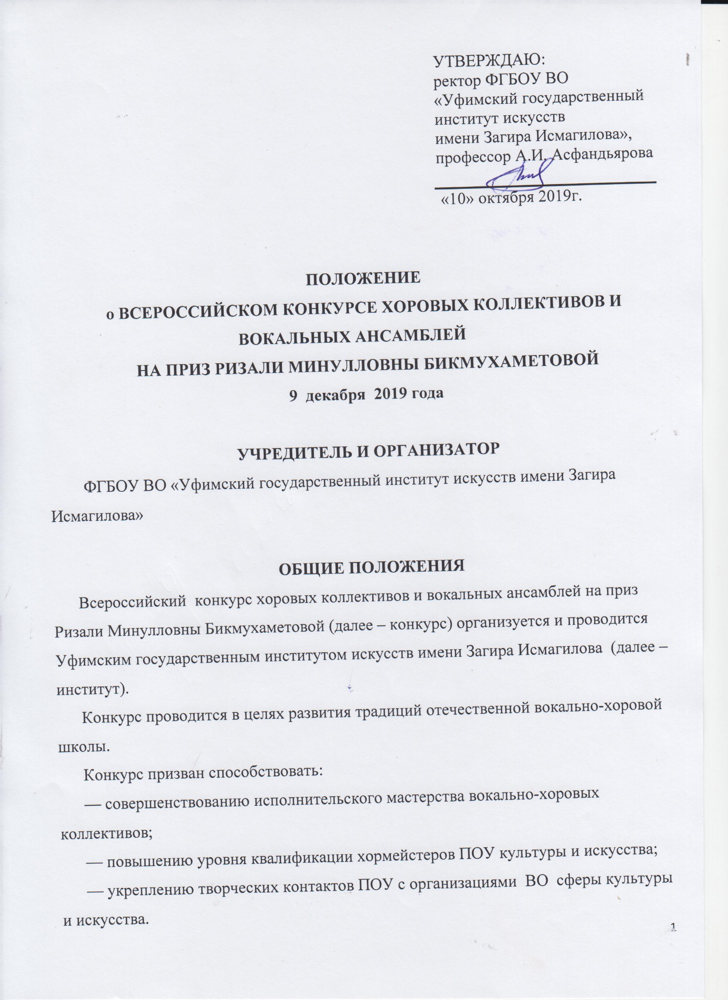 УТВЕРЖДАЮ:
ректор ФГБОУ ВО
«Уфимский государственный
институт искусств
имени Загира Исмагилова»,
профессор А.И. Асфандьярова
«10» октября 2019г.
ПОЛОЖЕНИЕ
о ВСЕРОССИЙСКОМ КОНКУРСЕ ХОРОВЫХ КОЛЛЕКТИВОВ И
ВОКАЛЬНЫХ АНСАМБЛЕЙ
НА ПРИЗ РИЗАЛИ МИНУЛЛОВНЫ БИКМУХАМЕТОВОЙ
9 декабря 2019 года
УЧРЕДИТЕЛЬ И ОРГАНИЗАТОР
ФГБОУ ВО «Уфимский государственный институт искусств имени Загира
Исмагилова»
ОБЩИЕ ПОЛОЖЕНИЯ
Всероссийский конкурс хоровых коллективов и вокальных ансамблей на приз
Ризали Минулловны Бикмухаметовой (далее – конкурс) организуется и проводится
Уфимским государственным институтом искусств имени Загира Исмагилова (далее –
институт).
Конкурс проводится в целях развития традиций отечественной вокально-хоровой
школы.
Конкурс призван способствовать:
— совершенствованию исполнительского мастерства вокально-хоровых
коллективов;
— повышению уровня квалификации хормейстеров ПОУ культуры и искусства;
— укреплению творческих контактов ПОУ с организациями ВО сферы культуры
и искусства.
1